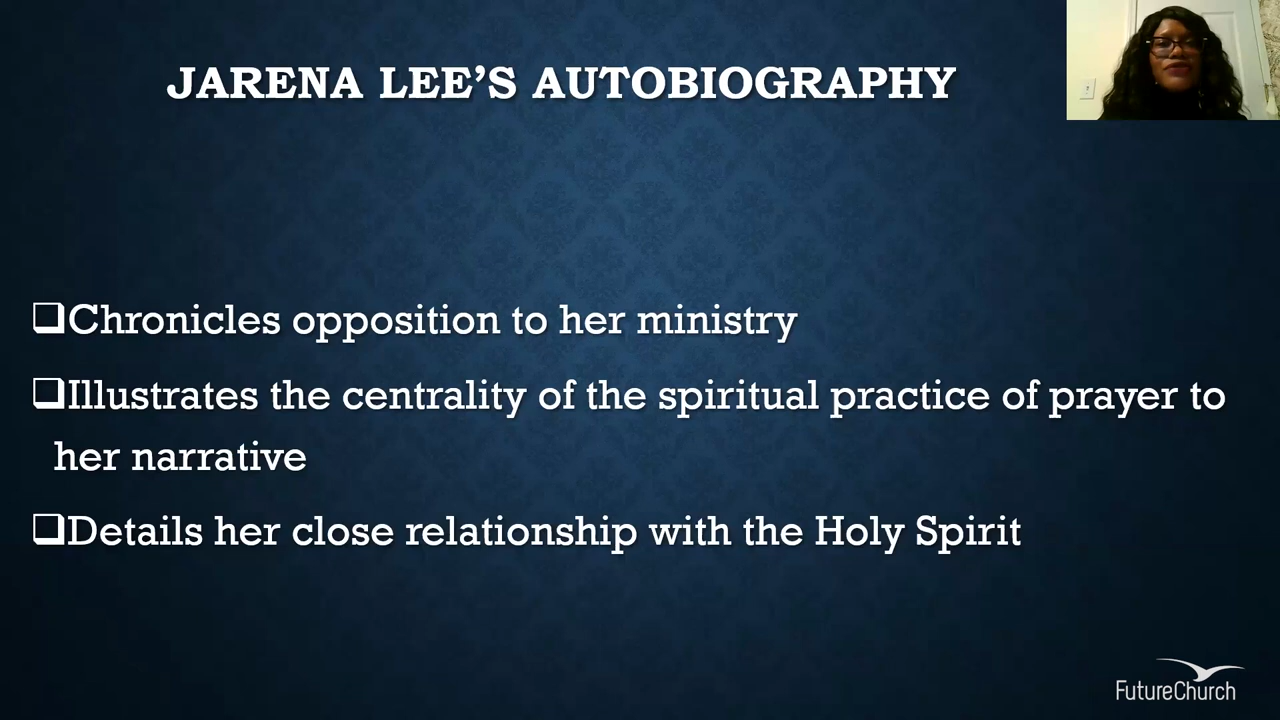 JARENA LEE’S AUTOBIOGRAPHY
❑Chronicles opposition to her ministry
❑Illustrates the centrality of the spiritual practice of prayer to
her narrative
❑Details her close relationship with the Holy Spirit
FutureChurch